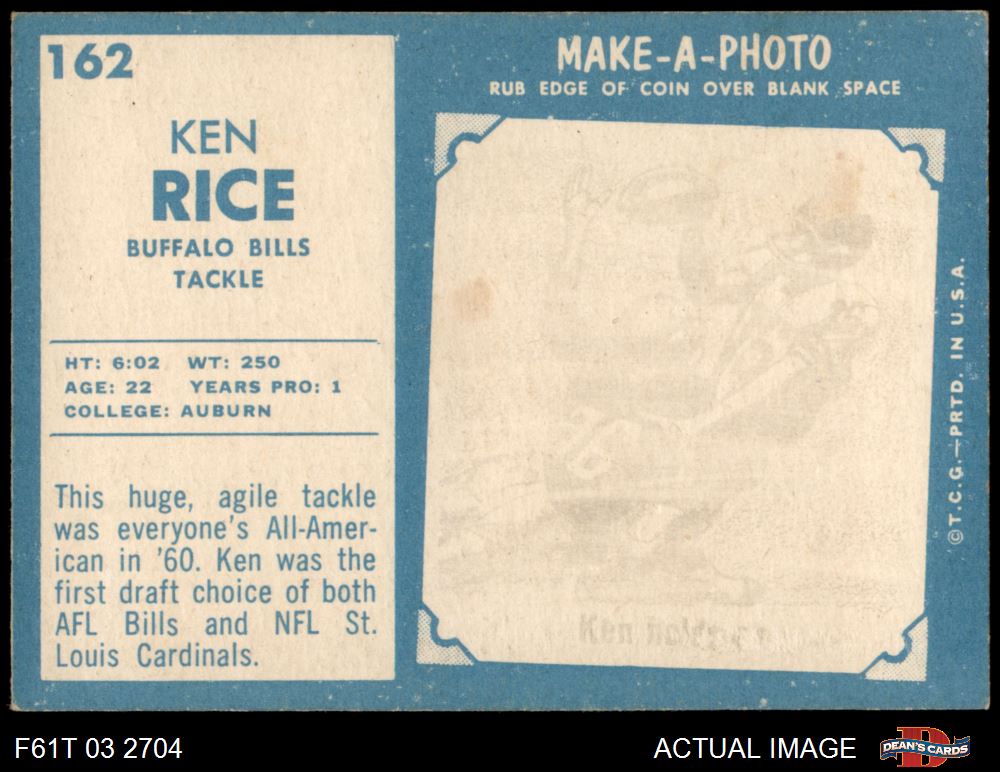 162
KEN
RICE
BUFFALO BILLS
TACKLE
HT: 6:02 WT: 250
AGE: 22 YEARS PRO: 1
COLLEGE: AUBURN
This huge, agile tackle
was everyone's All-Amer-
ican in '60. Ken was the
first draft choice of both
AFL Bills and NFL St.
Louis Cardinals.
MAKE-A-PHOTO
RUB EDGE OF COIN OVER BLANK SPACE
Ken
©T.C.G.—PRTD. IN U.S.A.
F61T 03 2704
ACTUAL IMAGE
DEAN'S CARDS